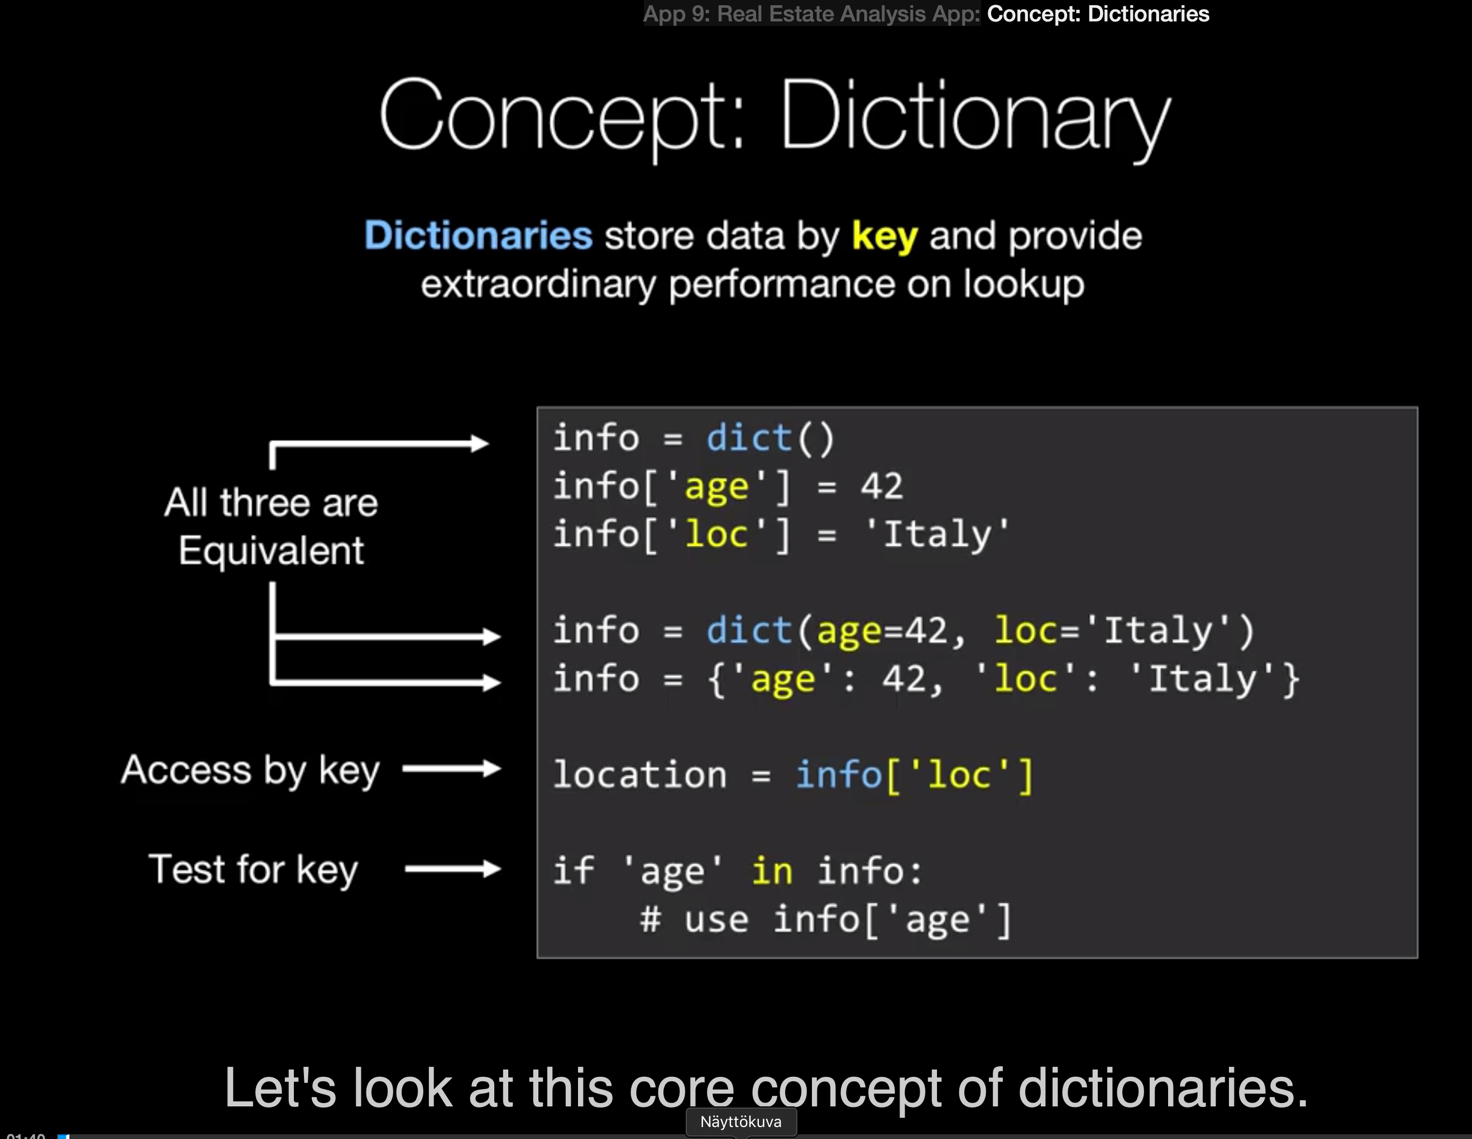 App 9: Real Estate Analysis App: Concept: Dictionaries
Concept: Dictionary
Dictionaries store data by key and provide
extraordinary performance on lookup
All three are
Equivalent
info = dict()
info['age'] = 42
info['loc'] = 'Italy'
info = dict(age=42, loc='Italy')
info = {'age': 42, 'loc': 'Italy'}
Access by key
location = info['loc']
Test for key
if 'age' in info:
# use info['age']
Let's look at this core concept of dictionaries.
Näyttökuva